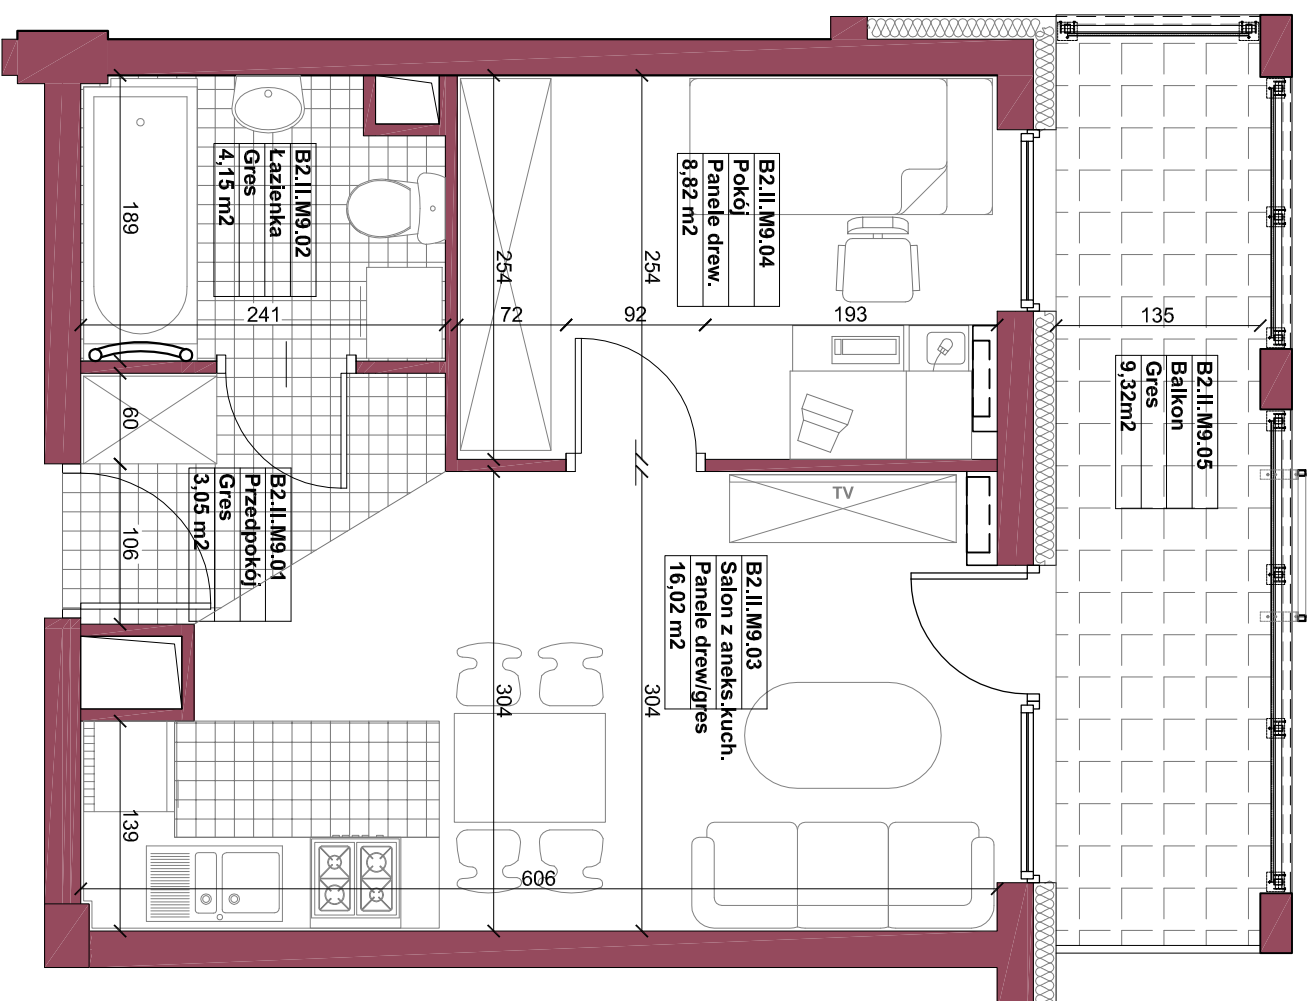 B2.II.M9.02
Łazienka
Gres
4,15 m2
B2.II.M9.04
Pokój
Panele drew.
8,82 m2
B2.II.M9.05
Balkon
Gres
9,32m2
B2.II.M9.01
Przedpokój
Gres
3,05 m2
B2.II.M9.03
Salon z aneks.kuch.
Panele drew/gres
16,02 m2
TV
189
254
254
241
72
92
193
135
60
106
304
304
139
606